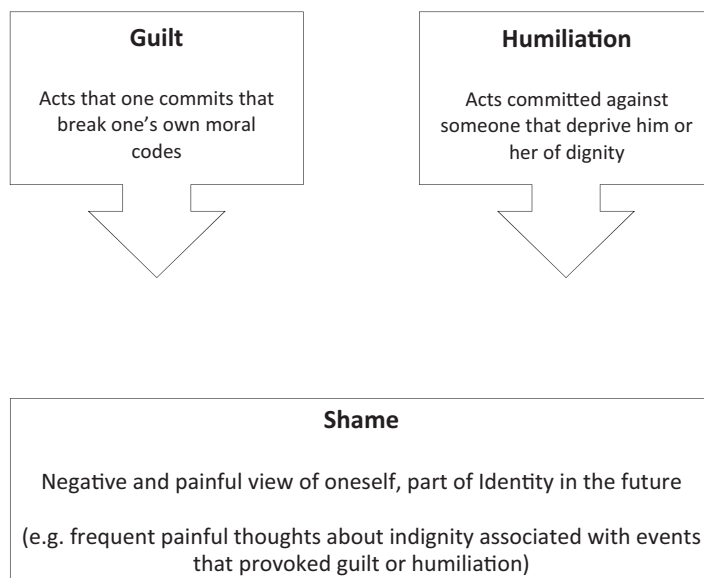 Guilt
Acts that one commits that
break one’s own moral
codes
Humiliation
Acts committed against
someone that deprive him or
her of dignity
Shame
Negative and painful view of oneself, part of Identity in the future
(e.g. frequent painful thoughts about indignity associated with events
that provoked guilt or humiliation)